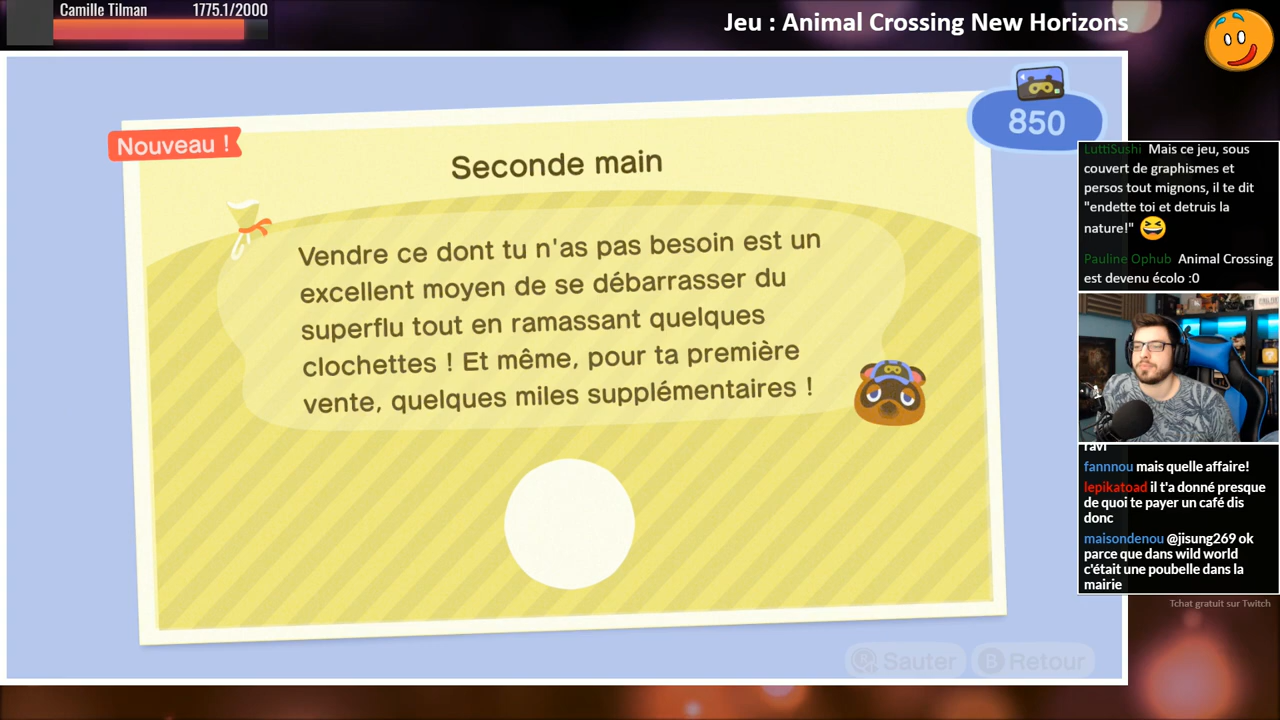 Camille Tilman 1775.1/2000
Jeu : Animal Crossing New Horizons
850
Nouveau !
Seconde main
Vendre ce dont tu n'as pas besoin est un
excellent moyen de se débarrasser du
superflu tout en ramassant quelques
clochettes ! Et même, pour ta première
vente, quelques miles supplémentaires !
Sauter
B Retour
LuttiSushi Mais ce jeu, sous
couvert de graphismes et
persos tout mignons, il te dit
"endette toi et detruis la
nature!"
Pauline Ophub Animal Crossing
est devenu écolo :0
ravi
fannnou mais quelle affaire!
lepikatoad il t'a donné presque
de quoi te payer un café dis
donc
maisondenou @jisung269 ok
parce que dans wild world
c'était une poubelle dans la
mairie
Tchat gratuit sur Twitch